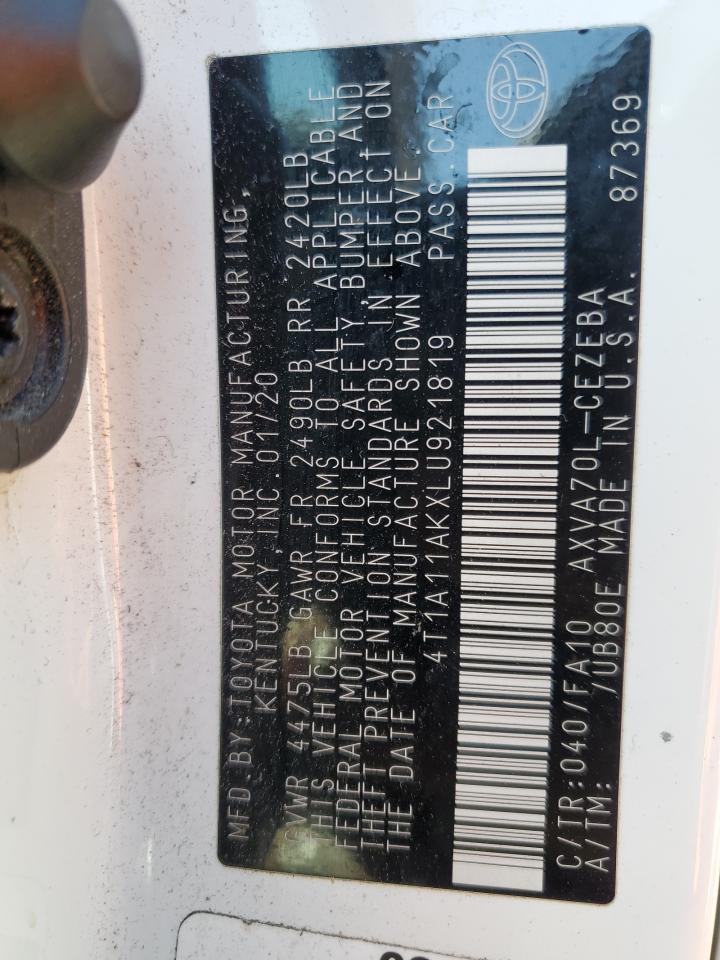 MFD.BY:TOYOTA MOTOR MANUFACTURING,
KENTUCKY, INC.01/20
GVWR 4475LB GAWR FR 2490LB RR 2420LB
THIS VEHICLE CONFORMS TO ALL APPLICABLE
FEDERAL MOTOR VEHICLE SAFETY, BUMPER, AND
THEFT PREVENTION STANDARDS IN EFFECT ON
THE DATE OF MANUFACTURE SHOWN ABOVE.
4T1A11AKXLU921819 PASS.CAR
C/TR:040/FA10 AXVA70L-CEZEBA
A/TM: /UB80E MADE IN U.S.A. 87369